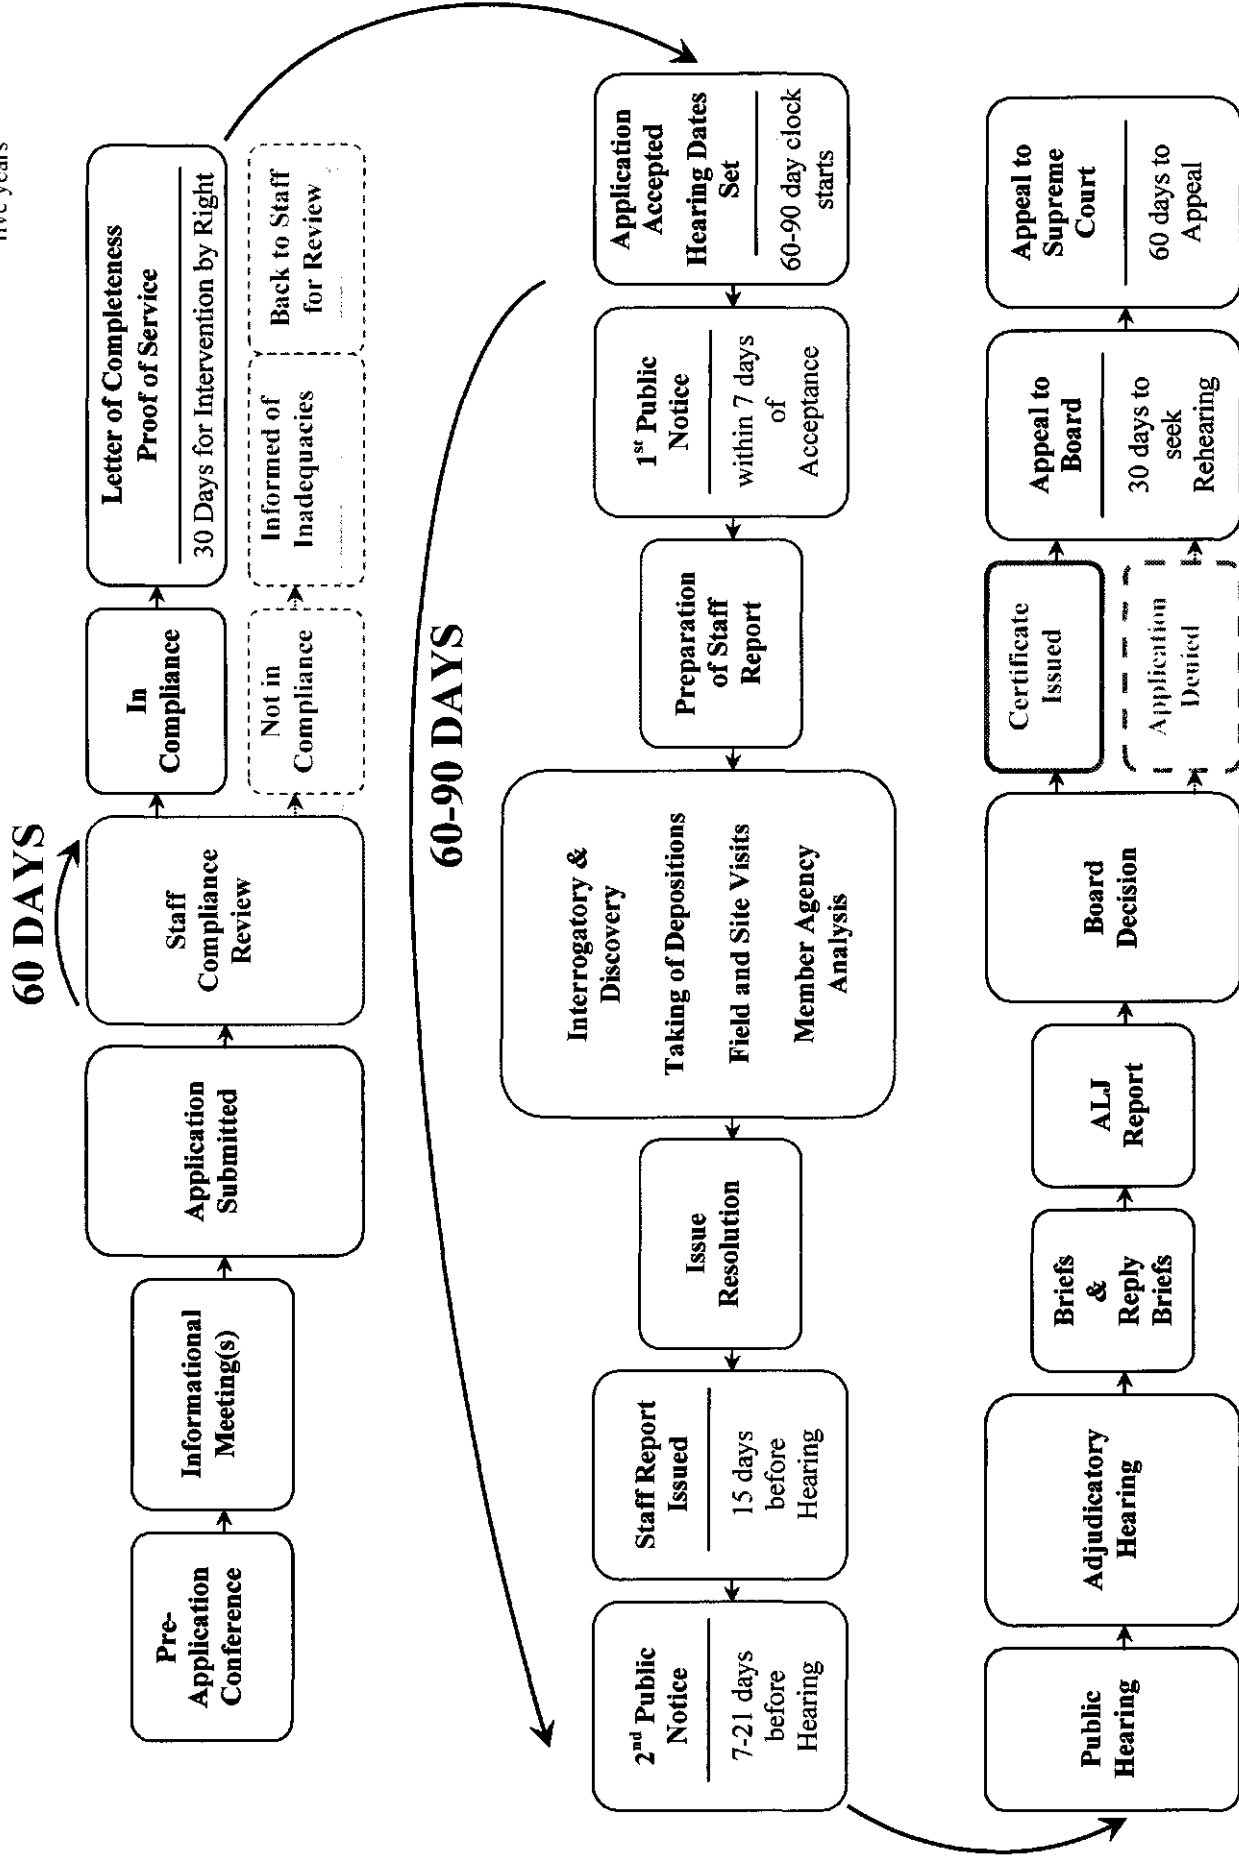 five years
60 DAYS
Pre-
Application
Conference
Informational
Meeting(s)
Application
Submitted
Staff
Compliance
Review
In
Compliance
Letter of Completeness
Proof of Service
30 Days for Intervention by Right
Not in
Compliance
Informed of
Inadequacies
Back to Staff
for Review
60-90 DAYS
Application
Accepted
Hearing Dates
Set
60-90 day clock
starts
1st Public
Notice
within 7 days
of
Acceptance
Preparation
of Staff
Report
Interrogatory &
Discovery
Taking of Depositions
Field and Site Visits
Member Agency
Analysis
Issue
Resolution
Staff Report
Issued
15 days
before
Hearing
2nd Public
Notice
7-21 days
before
Hearing
Public
Hearing
Adjudicatory
Hearing
Briefs
&
Reply
Briefs
ALJ
Report
Board
Decision
Certificate
Issued
Application
Denied
Appeal to
Board
30 days to
seek
Rehearing
Appeal to
Supreme
Court
60 days to
Appeal